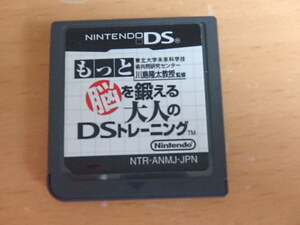 NINTENDO DS
東北大学未来科学技術共同研究センター
川島隆太教授 監修
もっと
脳を鍛える
大人の
DSトレーニング™
Nintendo
NTR-ANMJ-JPN